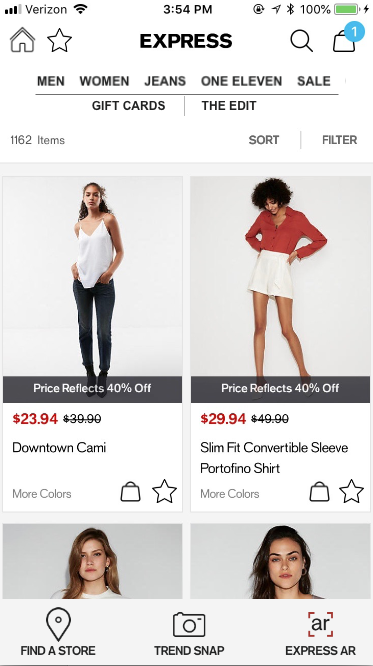 Verizon 3:54 PM 100%
EXPRESS 1
MEN WOMEN JEANS ONE ELEVEN SALE
GIFT CARDS THE EDIT
1162 Items SORT FILTER
Price Reflects 40% Off Price Reflects 40% Off
$23.94 $39.90 $29.94 $49.90
Downtown Cami Slim Fit Convertible Sleeve
Portofino Shirt
More Colors More Colors
ar
FIND A STORE TREND SNAP EXPRESS AR